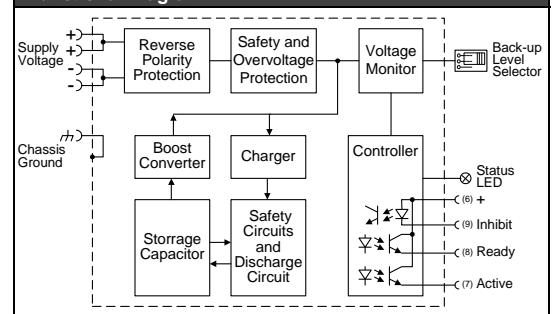 Supply
Voltage
+
+
-
-
Reverse
Polarity
Protection
Safety and
Overvoltage
Protection
Voltage
Monitor
Back-up
Level
Selector
Chassis
Ground
Boost
Converter
Charger
Controller
Status
LED
(6) +
(9) Inhibit
(8) Ready
(7) Active
Storrage
Capacitor
Safety
Circuits
and
Discharge
Circuit